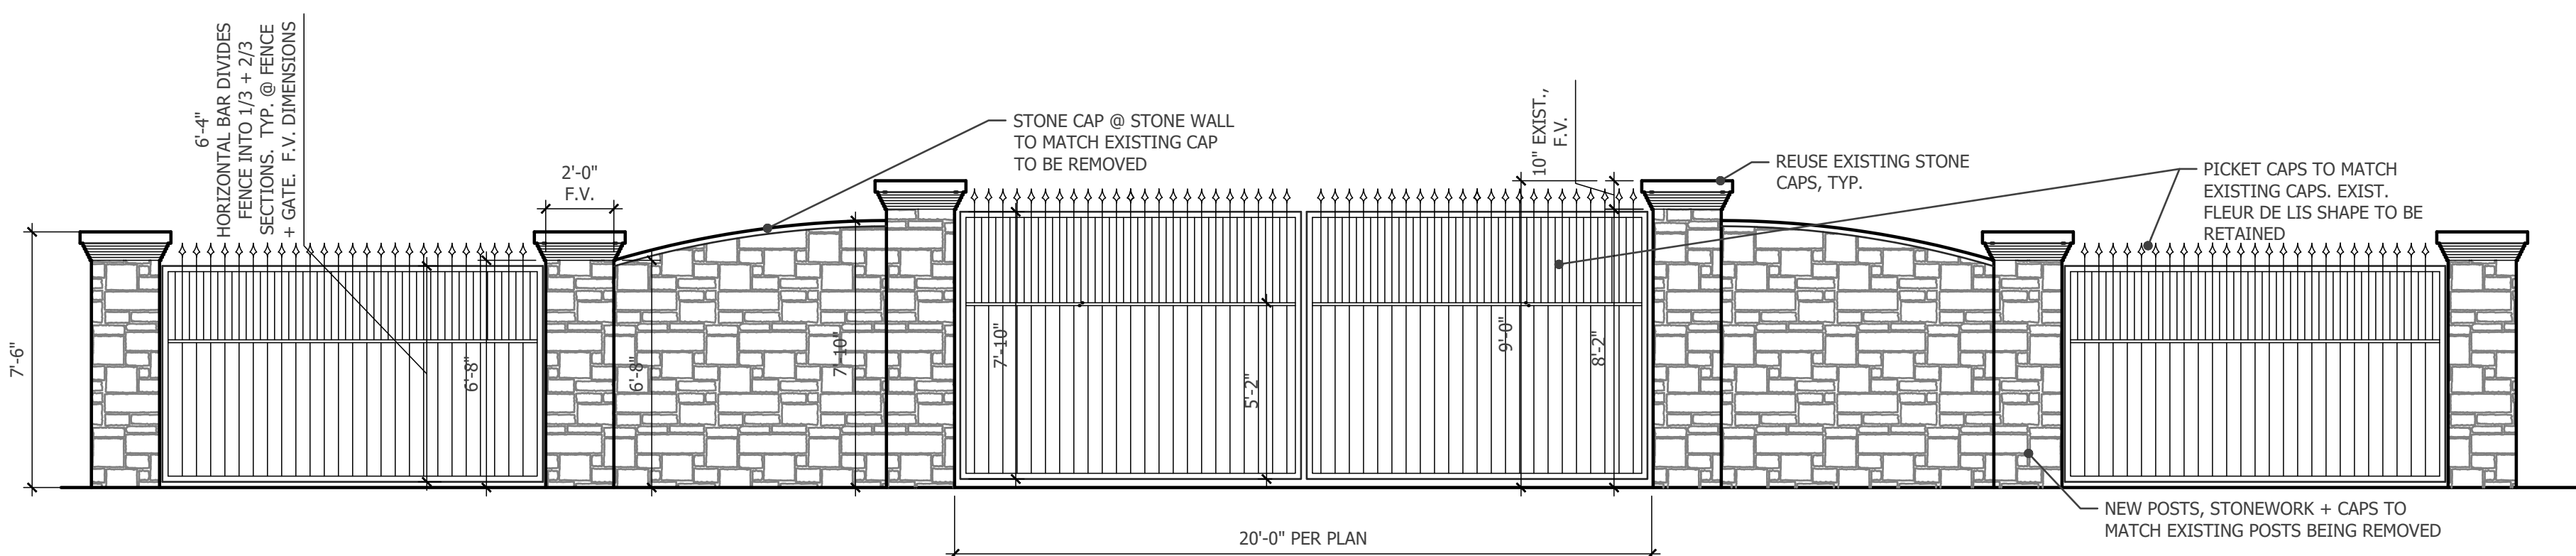 6'-4"
HORIZONTAL BAR DIVIDES
FENCE INTO 1/3 + 2/3
SECTIONS. TYP. @ FENCE
+ GATE. F.V. DIMENSIONS
2'-0"
F.V.
STONE CAP @ STONE WALL
TO MATCH EXISTING CAP
TO BE REMOVED
10" EXIST.,
F.V.
REUSE EXISTING STONE
CAPS, TYP.
PICKET CAPS TO MATCH
EXISTING CAPS. EXIST.
FLEUR DE LIS SHAPE TO BE
RETAINED
7'-6"
6'-8"
6'-8"
7'-10"
7'-10"
5'-2"
9'-0"
8'-2"
20'-0" PER PLAN
NEW POSTS, STONEWORK + CAPS TO
MATCH EXISTING POSTS BEING REMOVED